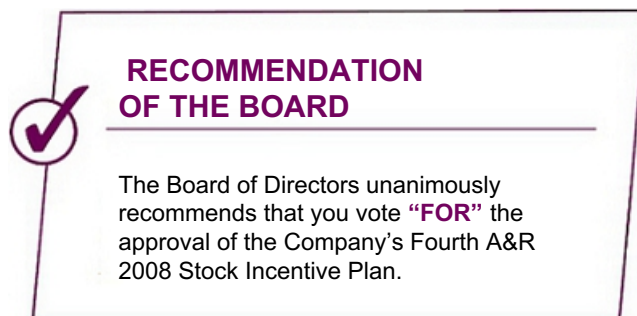 RECOMMENDATION
OF THE BOARD
The Board of Directors unanimously
recommends that you vote “FOR” the
approval of the Company’s Fourth A&R
2008 Stock Incentive Plan.